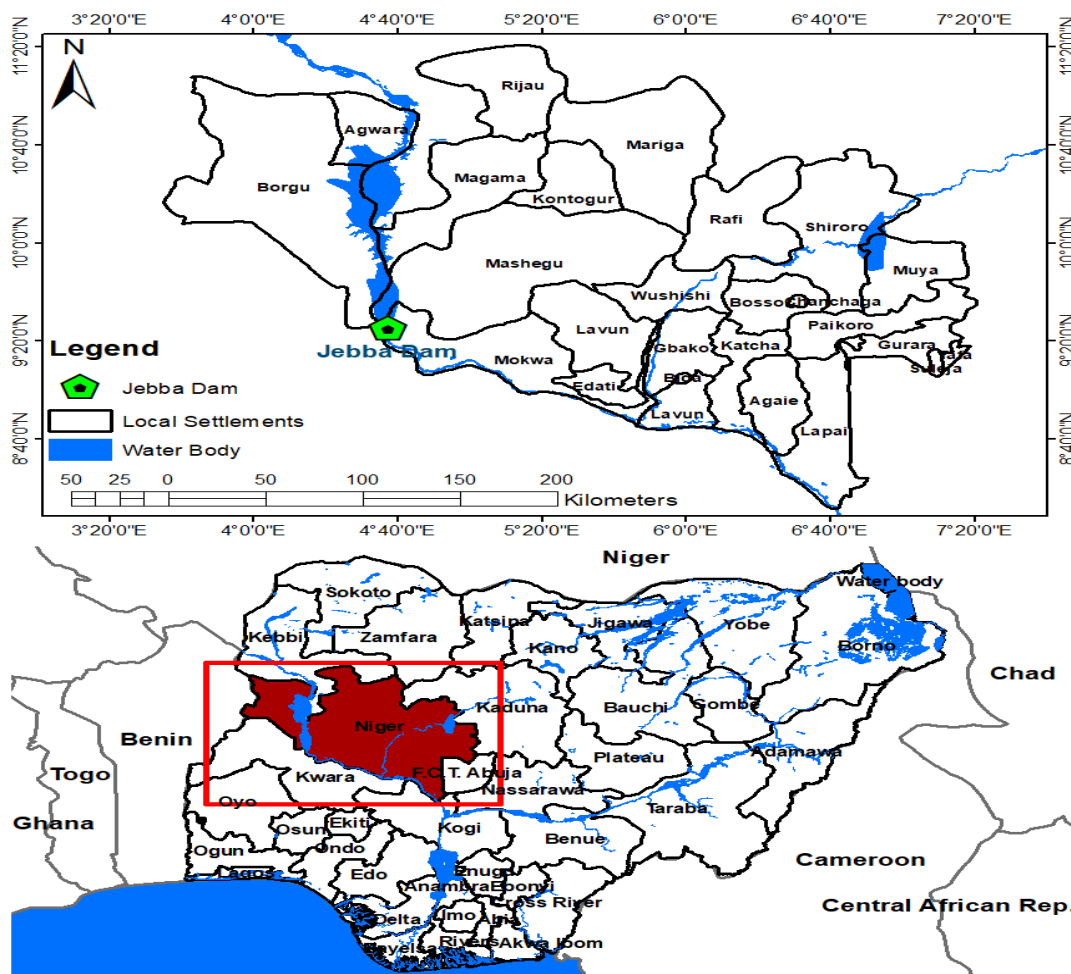 3°20'0"E 4°0'0"E 4°40'0"E 5°20'0"E 6°0'0"E 6°40'0"E 7°20'0"E
11°20'0"N
11°20'0"N
N
Rijau
Agwara
Mariga
10°40'0"N
10°40'0"N
Magama
Borgu
Kontogur
Rafi
Shiroro
10°0'0"N
10°0'0"N
Mashegu
Muya
Wushishi
Bosso
Chanchaga
Lavun
Paikoro
9°20'0"N
9°20'0"N
Legend
Jebba Dam
Mokwa
Gbako
Katcha
Gurara
Tafa
Suleja
Edati
Bida
Jebba Dam
Agaie
Local Settlements
Lavun
Lapai
8°40'0"N
8°40'0"N
Water Body
50 25 0 50 100 150 200
Kilometers
3°20'0"E 4°0'0"E 4°40'0"E 5°20'0"E 6°0'0"E 6°40'0"E 7°20'0"E
Niger
Water body
Sokoto
Katsina
Jigawa
Yobe
Kebbi
Zamfara
Kano
Borno
Chad
Kaduna
Bauchi
Gombe
Niger
Benin
Adamawa
Plateau
Togo
Kwara
F.C.T. Abuja
Nassarawa
Oyo
Taraba
Ghana
Osun
Ekiti
Kogi
Benue
Ogun
Ondo
Cameroon
Lagos
Edo
Enugu
Anambra
Ebonyi
Cross River
Central African Rep.
Delta
Imo
Abia
Bayelsa
Rivers
Akwa Ibom